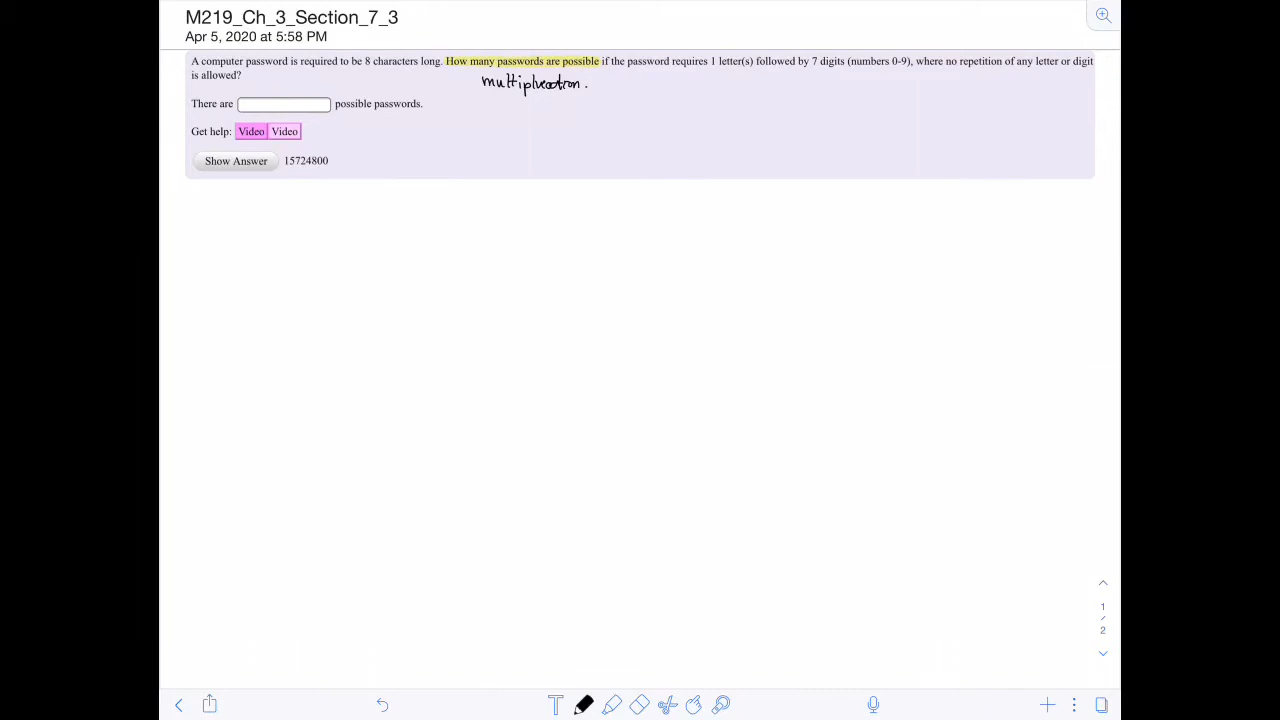 M219_Ch_3_Section_7_3
Apr 5, 2020 at 5:58 PM
A computer password is required to be 8 characters long. How many passwords are possible if the password requires 1 letter(s) followed by 7 digits (numbers 0-9), where no repetition of any letter or digit
is allowed?
multiplication.
There are
possible passwords.
Get help: Video Video
Show Answer 15724800
1
/
2
T